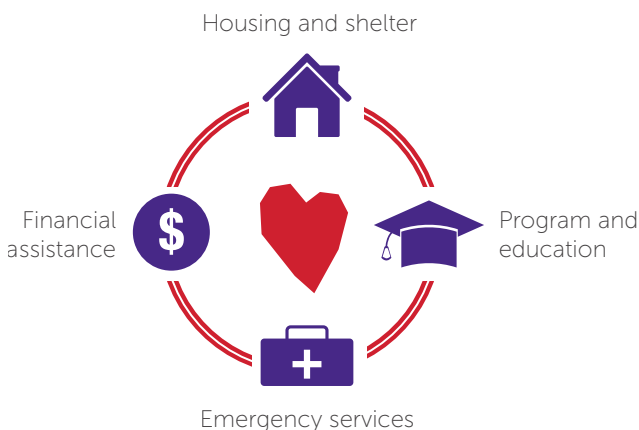 Housing and shelter
Financial
assistance
$
Program and
education
Emergency services